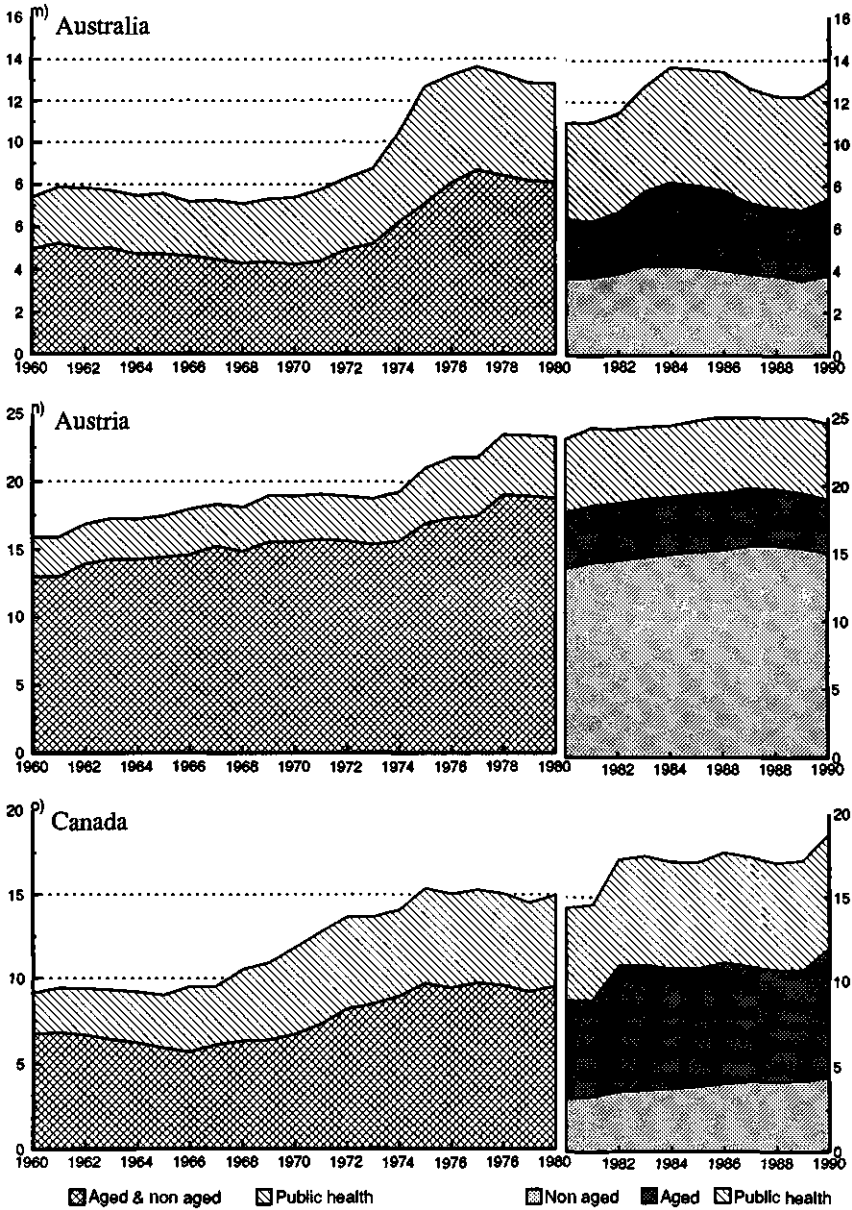 m) Australia
16 14 12 10 8 6 4 2 0
1960 1962 1964 1966 1968 1970 1972 1974 1976 1978 1980
16 14 12 10 8 6 4 2 0
80 1982 1984 1986 1988 1990
n) Austria
25 20 15 10 5 0
1960 1962 1964 1966 1968 1970 1972 1974 1976 1978 1980
25 20 15 10 5 0
1982 1984 1986 1988 1990
o) Canada
20 15 10 5 0
1960 1962 1964 1966 1968 1970 1972 1974 1976 1978 1980
20 15 10 5 0
1982 1984 1986 1988 1990
Aged & non aged Public health Non aged Aged Public health